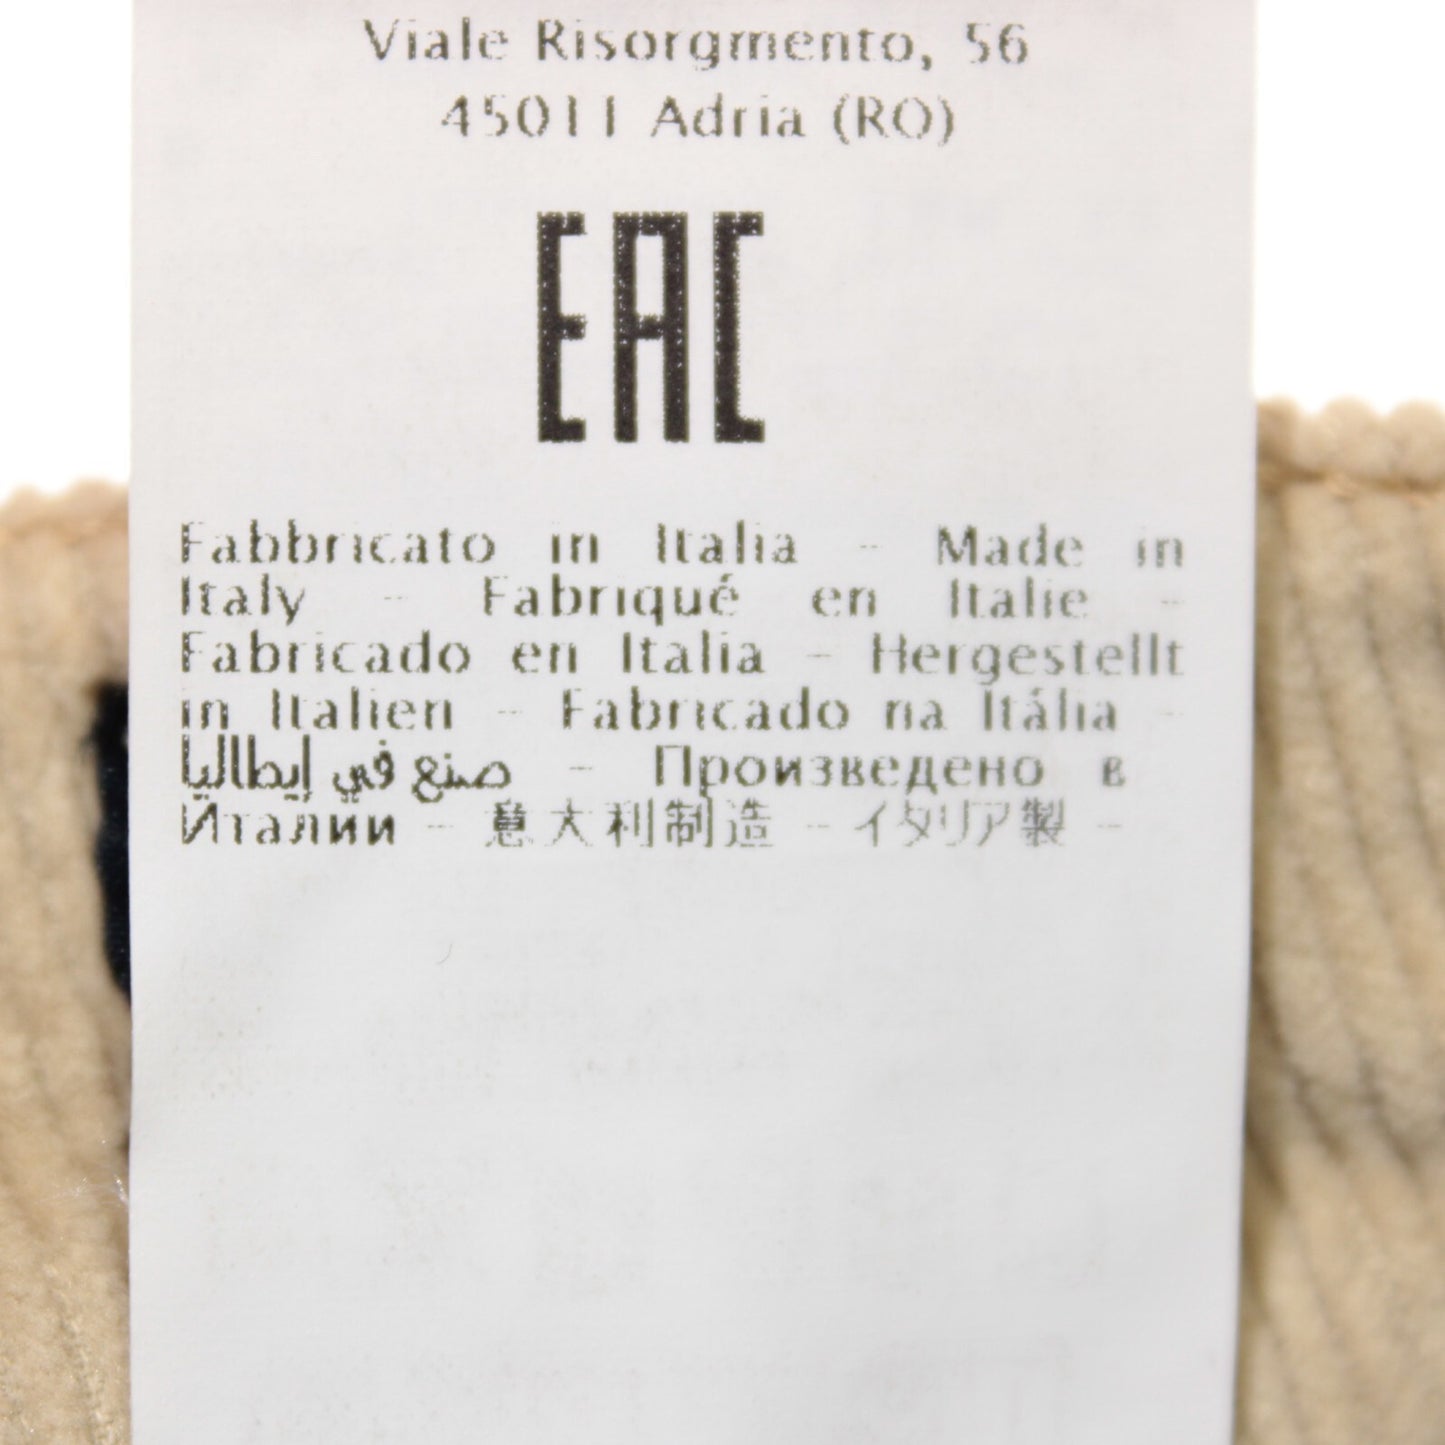 Viale Risorgmento, 56
45011 Adria (RO)
EAC
Fabbricato in Italia - Made in
Italy - Fabriqué en Italie -
Fabricado en Italia - Hergestellt
in Italien - Fabricado na Itália -
صنع في إيطاليا - Произведено в
Италии - 意大利制造 - イタリア製 -